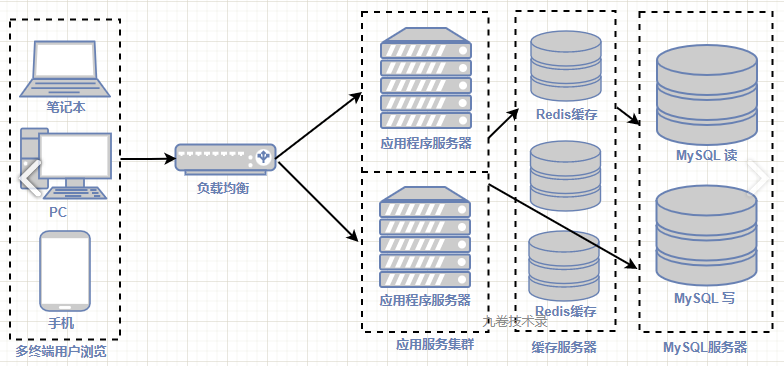 笔记本
PC
手机
多终端用户浏览
负载均衡
应用程序服务器
应用程序服务器
应用服务集群
Redis缓存
Redis缓存
九卷技术录
缓存服务器
MySQL 读
MySQL 写
MySQL服务器